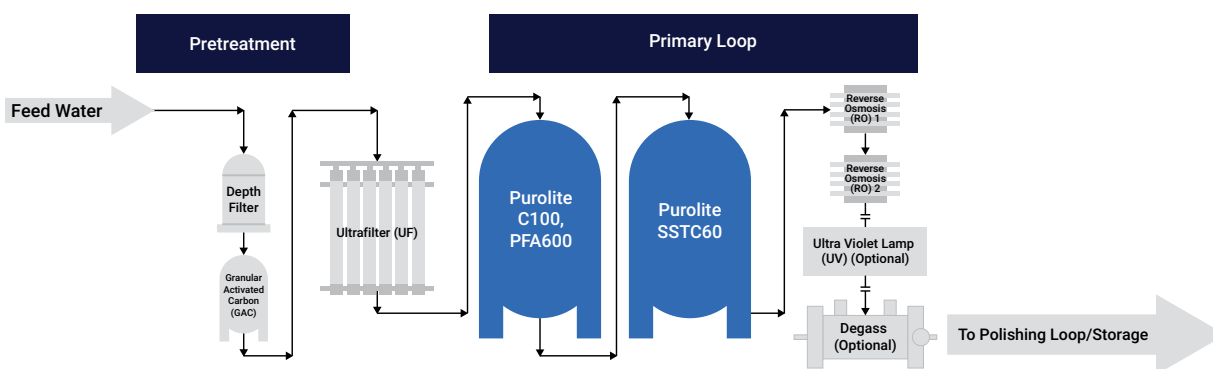 Pretreatment
Primary Loop
Feed Water
Depth
Filter
Granular
Activated
Carbon
(GAC)
Ultrafilter (UF)
Purolite
C100,
PFA600
Purolite
SSTC60
Reverse
Osmosis
(RO) 1
Reverse
Osmosis
(RO) 2
Ultra Violet Lamp
(UV) (Optional)
Degass
(Optional)
To Polishing Loop/Storage